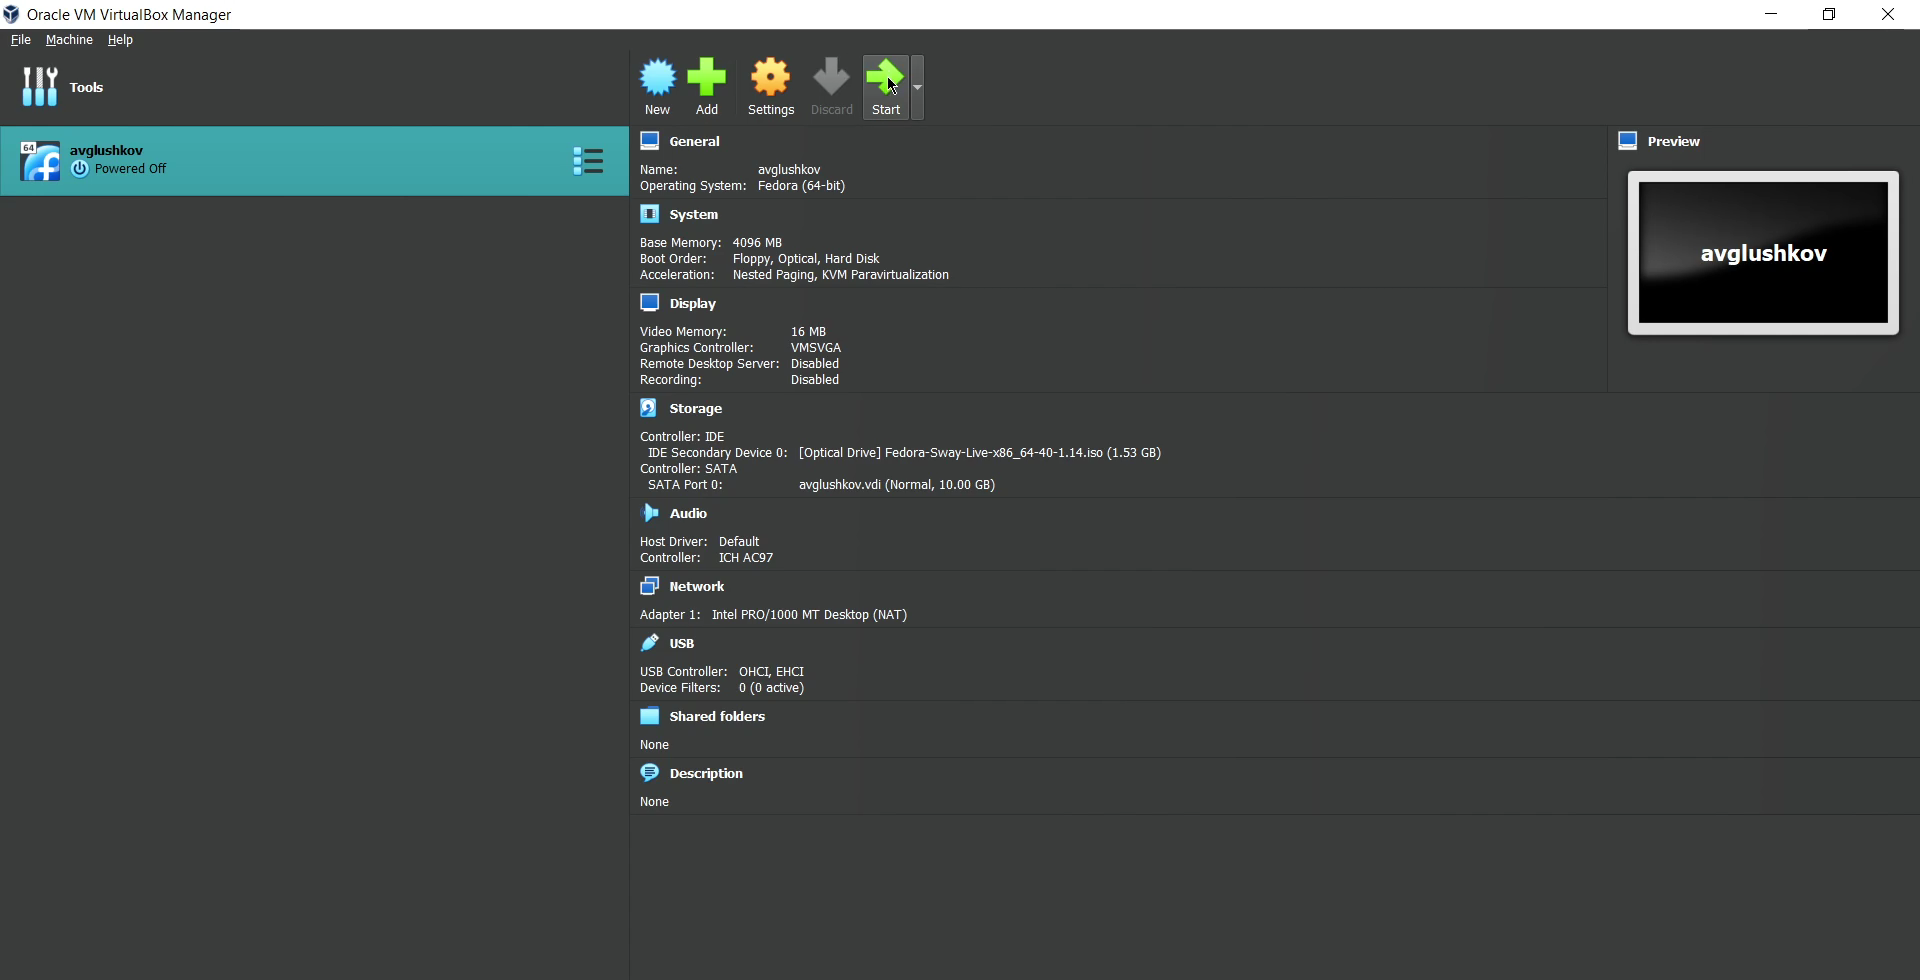 Oracle VM VirtualBox Manager
File Machine Help
Tools
New Add Settings Discard Start
64
avglushkov
Powered Off
General
Name: avglushkov
Operating System: Fedora (64-bit)
Preview
avglushkov
System
Base Memory: 4096 MB
Boot Order: Floppy, Optical, Hard Disk
Acceleration: Nested Paging, KVM Paravirtualization
Display
Video Memory: 16 MB
Graphics Controller: VMSVGA
Remote Desktop Server: Disabled
Recording: Disabled
Storage
Controller: IDE
IDE Secondary Device 0: [Optical Drive] Fedora-Sway-Live-x86_64-40-1.14.iso (1.53 GB)
Controller: SATA
SATA Port 0: avglushkov.vdi (Normal, 10.00 GB)
Audio
Host Driver: Default
Controller: ICH AC97
Network
Adapter 1: Intel PRO/1000 MT Desktop (NAT)
USB
USB Controller: OHCI, EHCI
Device Filters: 0 (0 active)
Shared folders
None
Description
None